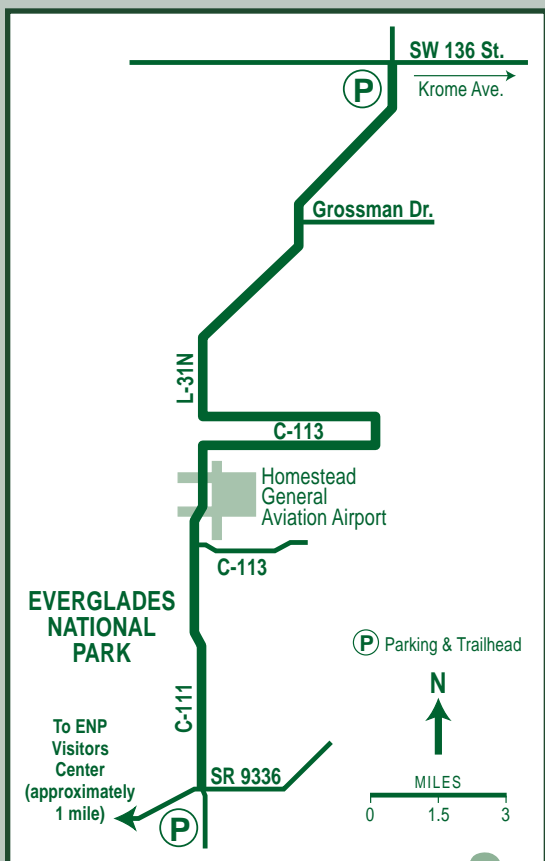 SW 136 St.
P
Krome Ave.
Grossman Dr.
L-31N
C-113
Homestead
General
Aviation Airport
C-113
EVERGLADES
NATIONAL
PARK
P Parking & Trailhead
N
C-111
To ENP
Visitors
Center
(approximately
1 mile)
SR 9336
P
MILES
0 1.5 3